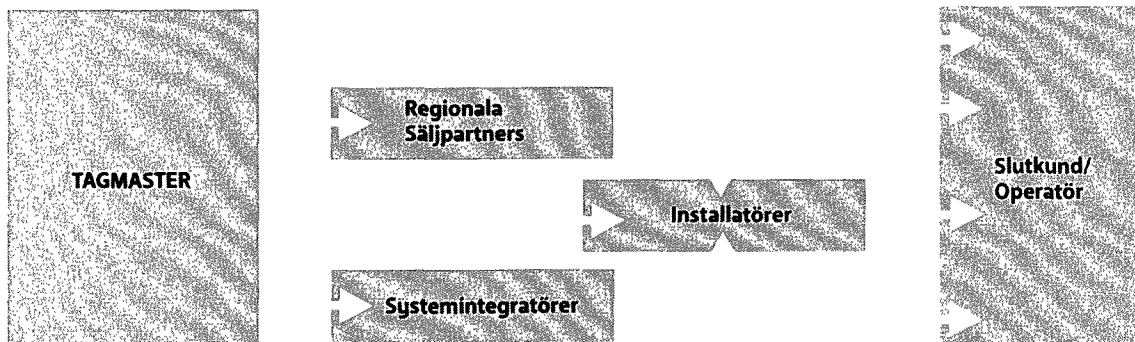 TAGMASTER
Regionala
Säljpartners
Installatörer
Systemintegratörer
Slutkund/
Operatör